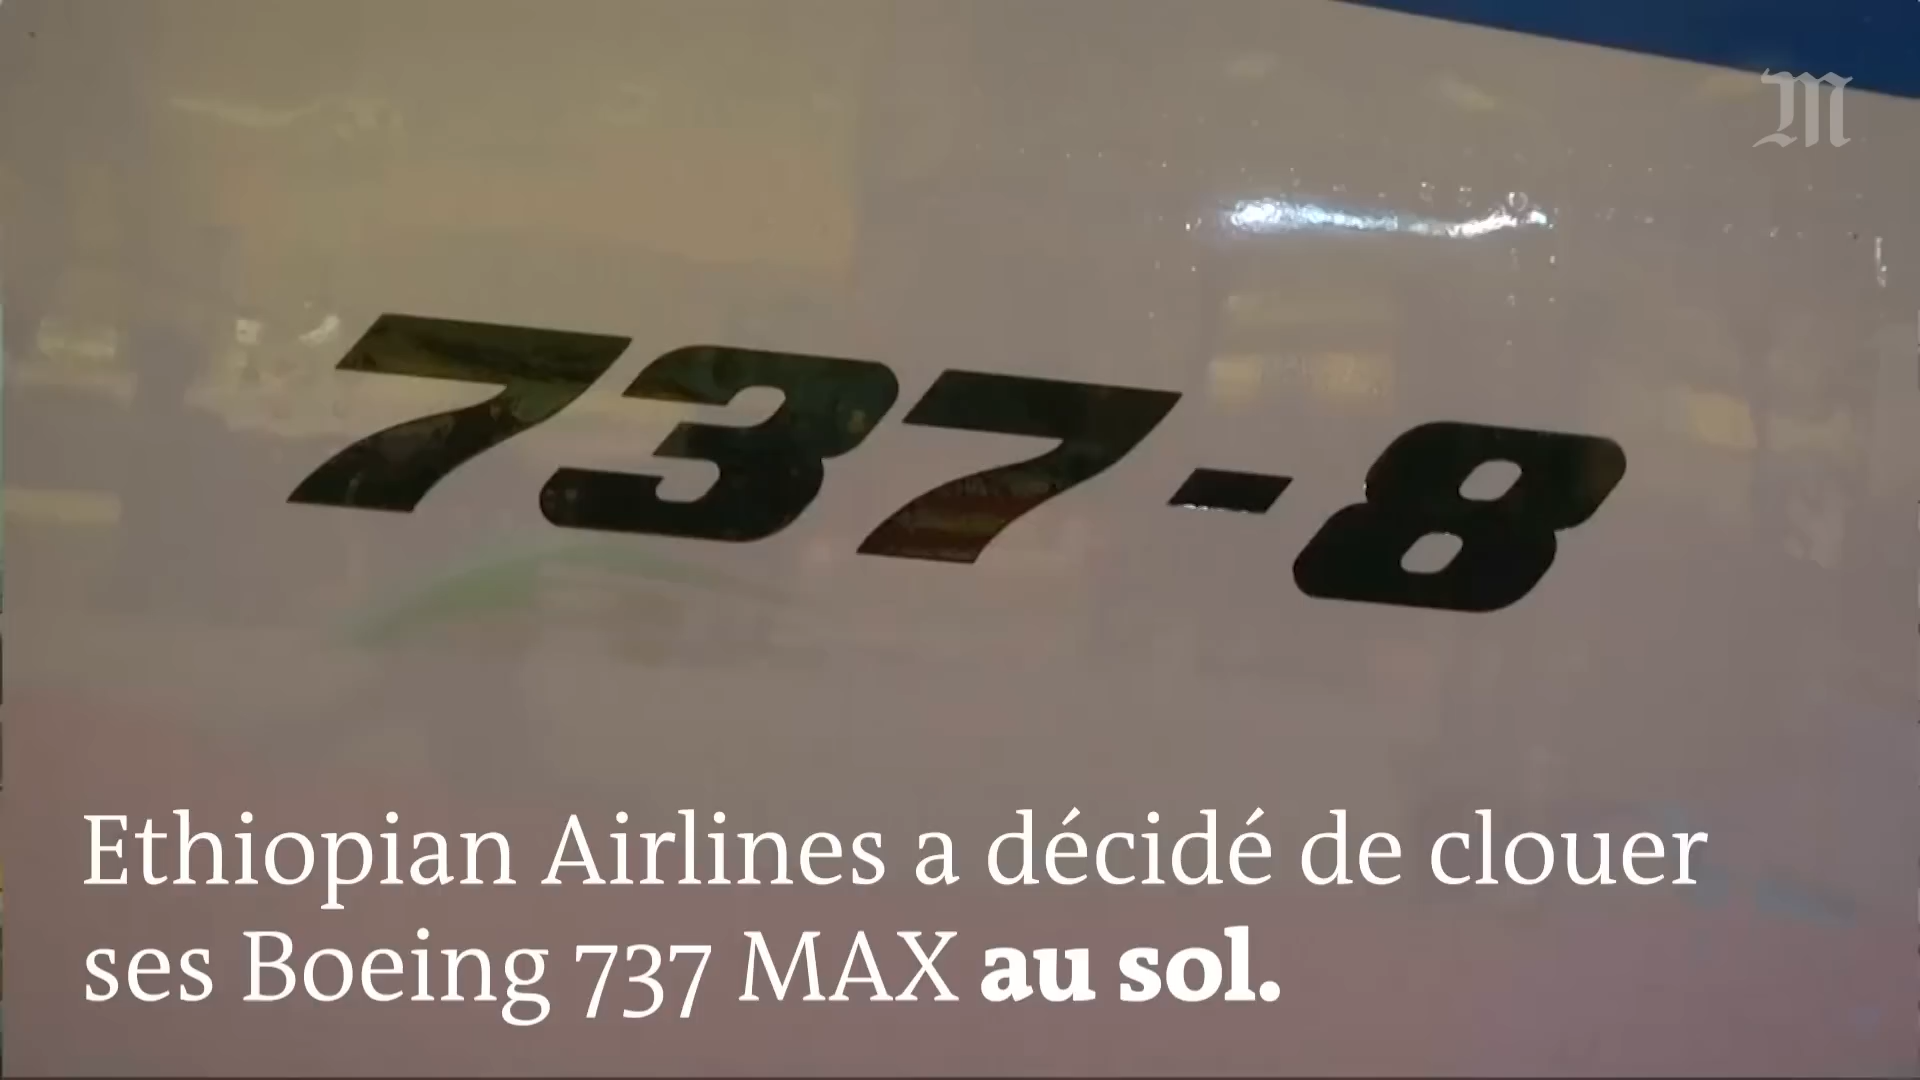 M
737-8
Ethiopian Airlines a décidé de clouer
ses Boeing 737 MAX au sol.